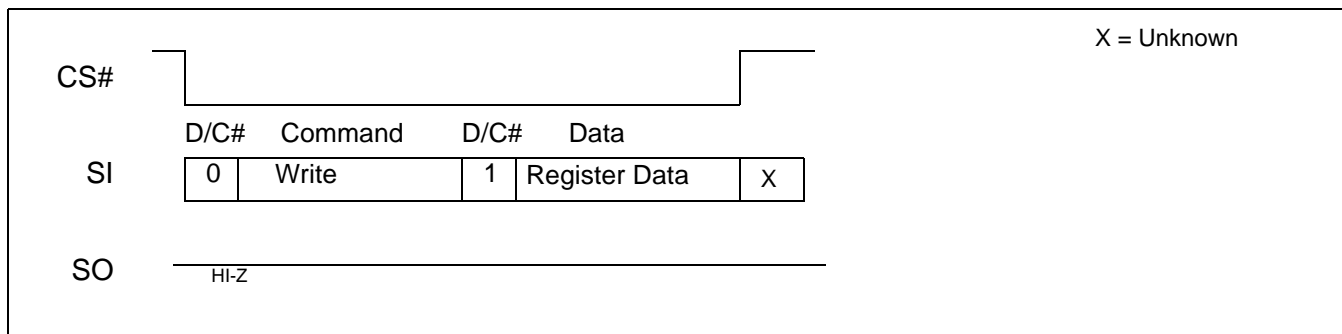 X = Unknown
CS#
D/C# Command D/C# Data
SI 0 Write 1 Register Data X
SO HI-Z